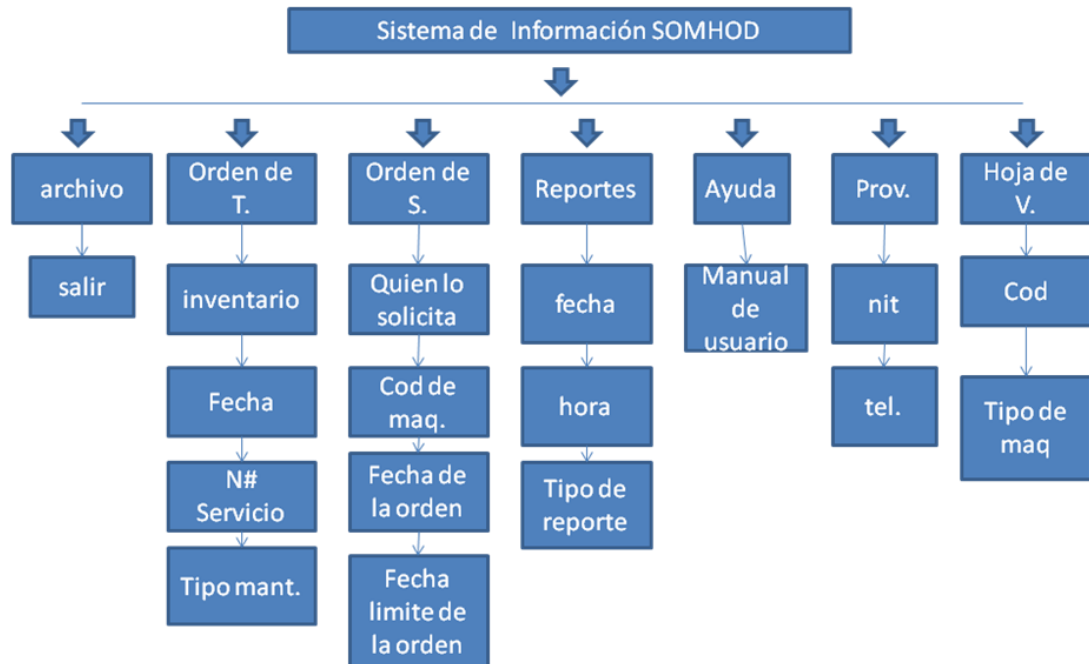 Sistema de Información SOMHOD
archivo
salir
Orden de
T.
inventario
Fecha
N#
Servicio
Tipo mant.
Orden de
S.
Quien lo
solicita
Cod de
maq.
Fecha de
la orden
Fecha
limite de
la orden
Reportes
fecha
hora
Tipo de
reporte
Ayuda
Manual
de
usuario
Prov.
nit
tel.
Hoja de
V.
Cod
Tipo de
maq